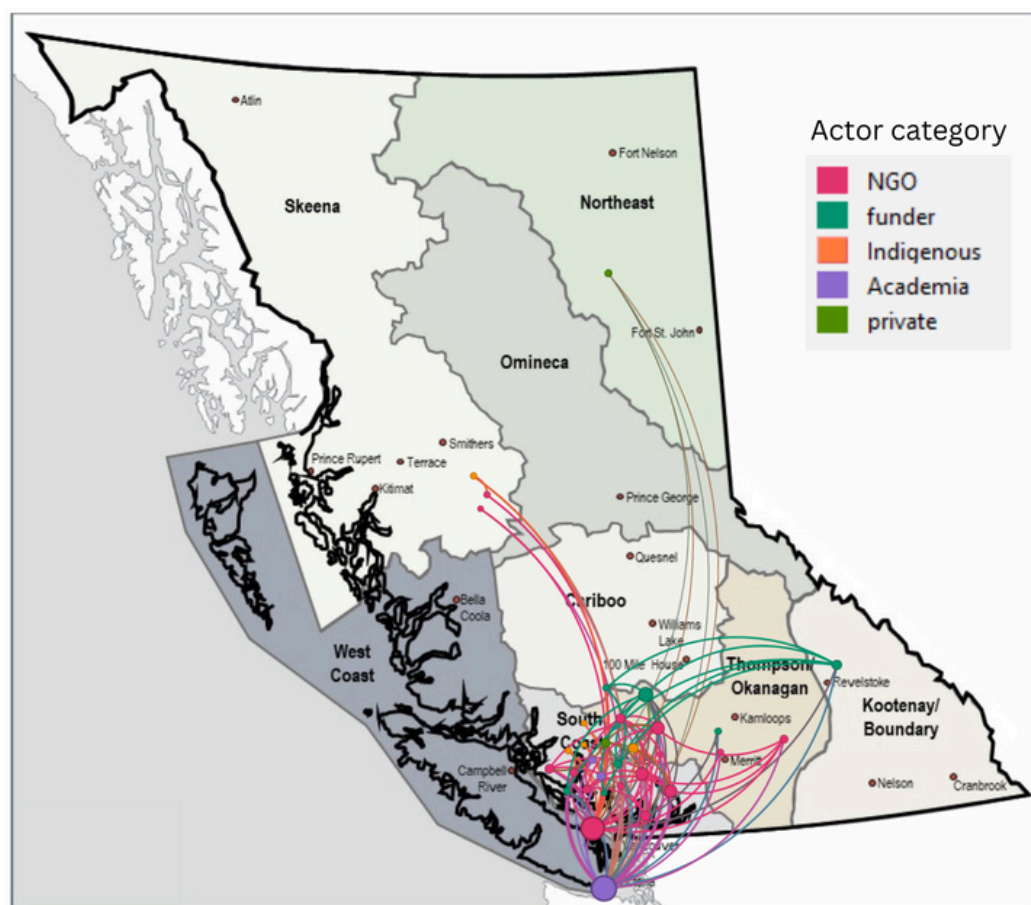 Atlin
Actor category
Fort Nelson
NGO
Skeena
Northeast
funder
Indigenous
Academia
private
Fort St. John
Omineca
Smithers
Prince Rupert
Terrace
Kitimat
Prince George
Quesnel
Bella
Coola
Cariboo
Williams
Lake
West
Coast
100 Mile House
Thompson/
Okanagan
Revelstoke
Kootenay/
Boundary
South
Coast
Kamloops
Merritt
Campbell
River
Nelson
Cranbrook